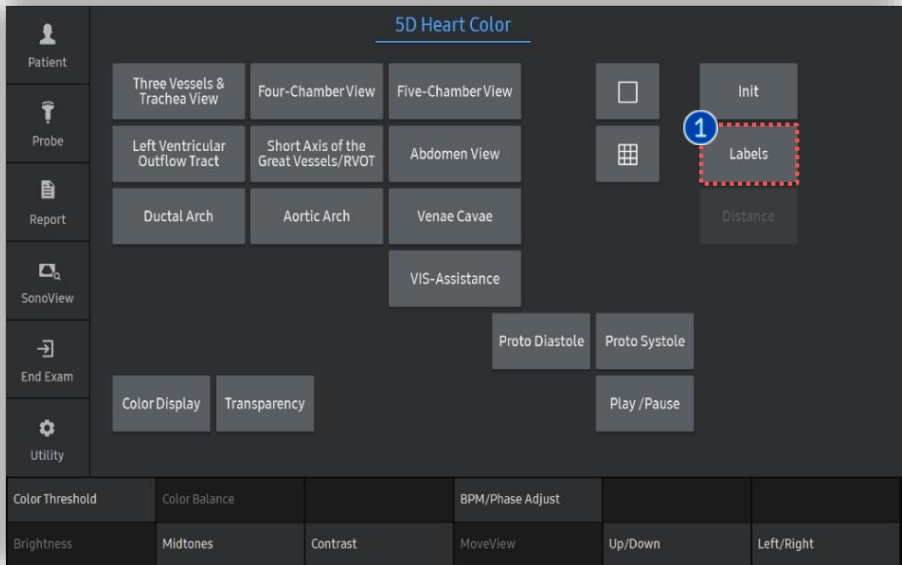 5D Heart Color
Patient
Probe
Report
SonoView
End Exam
Utility
Three Vessels &
Trachea View
Four-Chamber View
Five-Chamber View
Init
Left Ventricular
Outflow Tract
Short Axis of the
Great Vessels/RVOT
Abdomen View
1
Labels
Ductal Arch
Aortic Arch
Venae Cavae
Distance
VIS-Assistance
Proto Diastole
Proto Systole
Color Display
Transparency
Play /Pause
Color Threshold
Color Balance
BPM/Phase Adjust
Brightness
Midtones
Contrast
MoveView
Up/Down
Left/Right